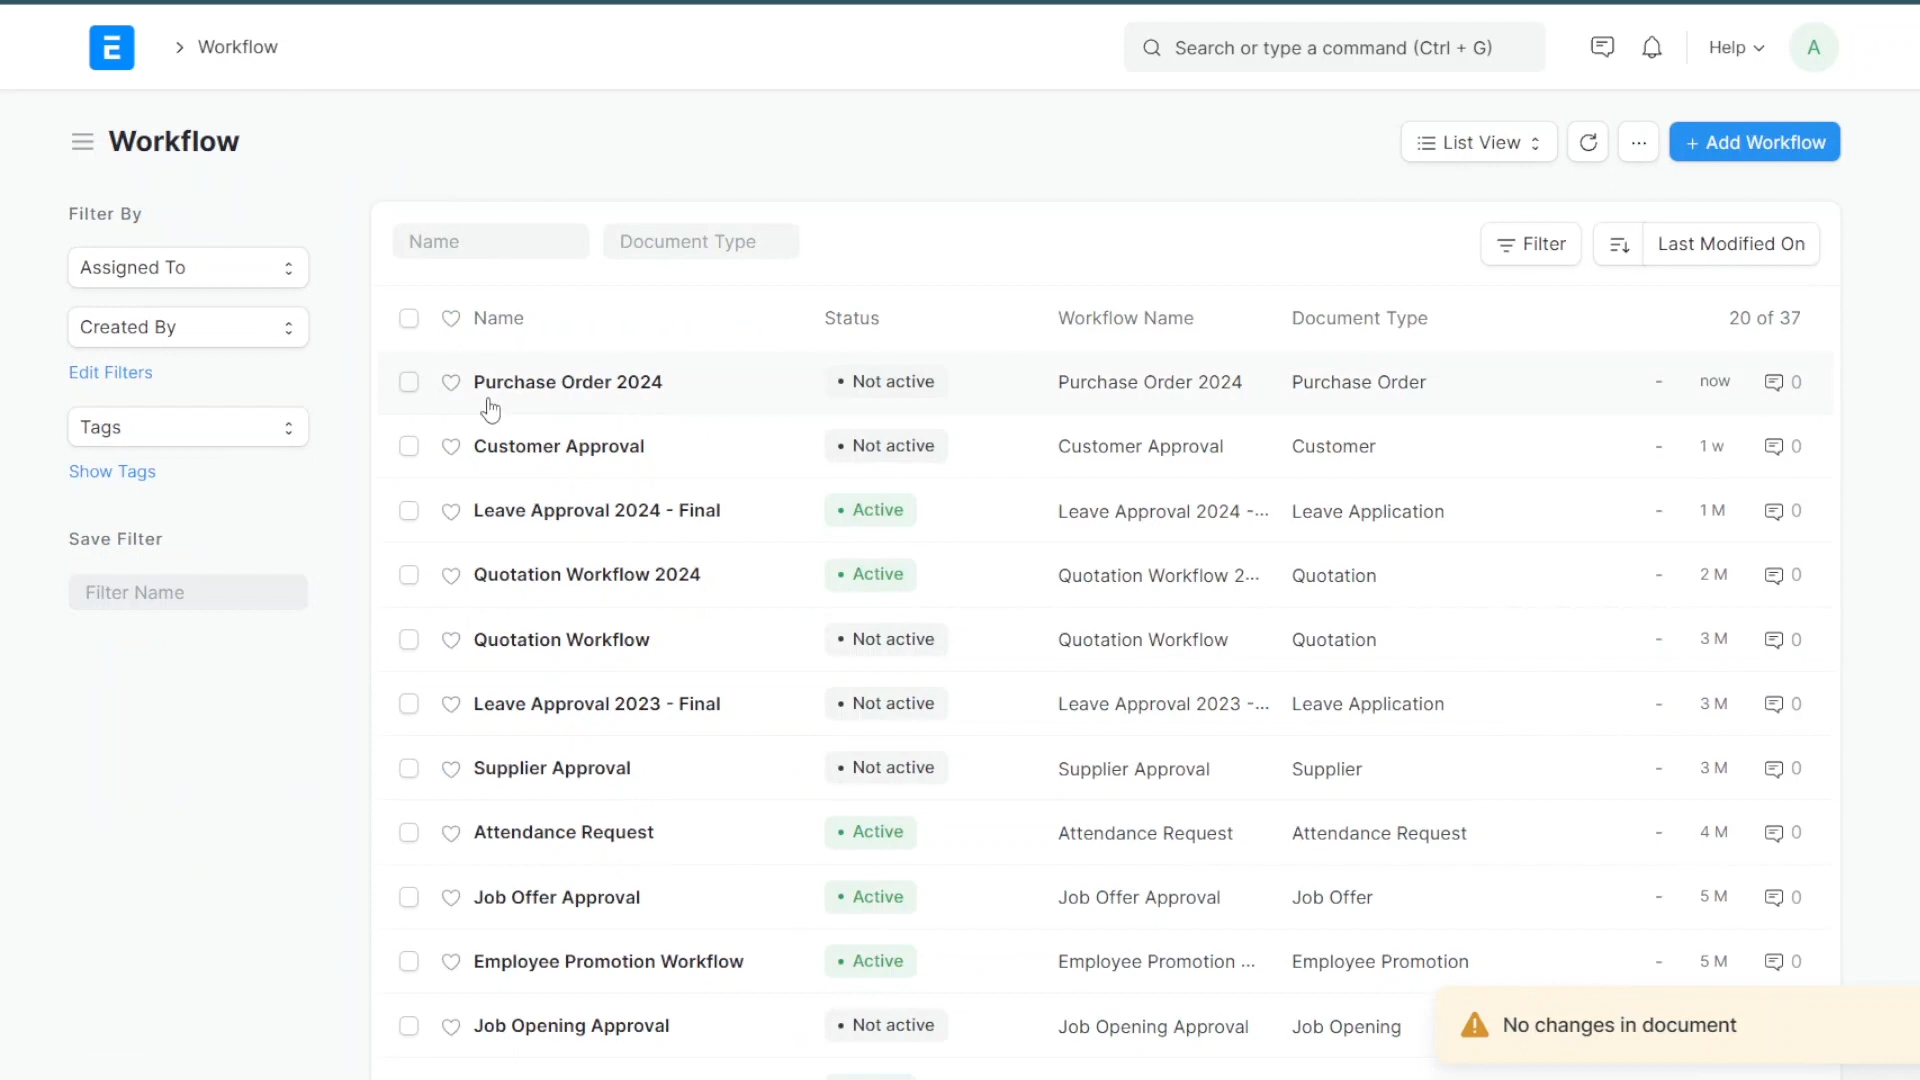 E
Workflow
Search or type a command (Ctrl + G)
Help
A
Workflow
List View
...
+ Add Workflow
Filter By
Assigned To
Created By
Edit Filters
Tags
Show Tags
Save Filter
Filter Name
Name
Document Type
Filter
Last Modified On
Name Status Workflow Name Document Type 20 of 37
Purchase Order 2024 • Not active Purchase Order 2024 Purchase Order - now 0
Customer Approval • Not active Customer Approval Customer - 1 w 0
Leave Approval 2024 - Final • Active Leave Approval 2024 -... Leave Application - 1 M 0
Quotation Workflow 2024 • Active Quotation Workflow 2... Quotation - 2 M 0
Quotation Workflow • Not active Quotation Workflow Quotation - 3 M 0
Leave Approval 2023 - Final • Not active Leave Approval 2023 -... Leave Application - 3 M 0
Supplier Approval • Not active Supplier Approval Supplier - 3 M 0
Attendance Request • Active Attendance Request Attendance Request - 4 M 0
Job Offer Approval • Active Job Offer Approval Job Offer - 5 M 0
Employee Promotion Workflow • Active Employee Promotion ... Employee Promotion - 5 M 0
Job Opening Approval • Not active Job Opening Approval Job Opening
No changes in document